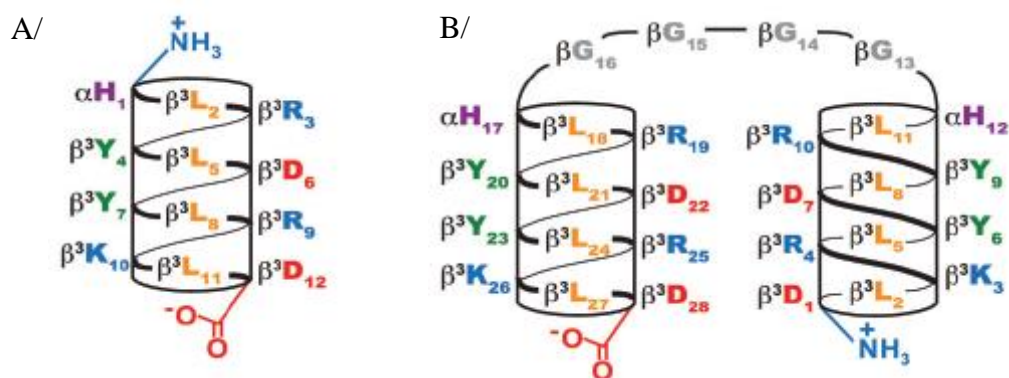 A/
NH₃⁺
αH₁ β³L₂ β³R₃
β³Y₄ β³L₅ β³D₆
β³Y₇ β³L₈ β³R₉
β³K₁₀ β³L₁₁ β³D₁₂
⁻O O
B/
βG₁₆ βG₁₅ βG₁₄ βG₁₃
αH₁₇ β³L₁₈ β³R₁₉
β³Y₂₀ β³L₂₁ β³D₂₂
β³Y₂₃ β³L₂₄ β³R₂₅
β³K₂₆ β³L₂₇ β³D₂₈
⁻O O
β³R₁₀ β³L₁₁ αH₁₂
β³D₇ β³L₈ β³Y₉
β³R₄ β³L₅ β³Y₆
β³D₁ β³L₂ β³K₃
NH₃⁺